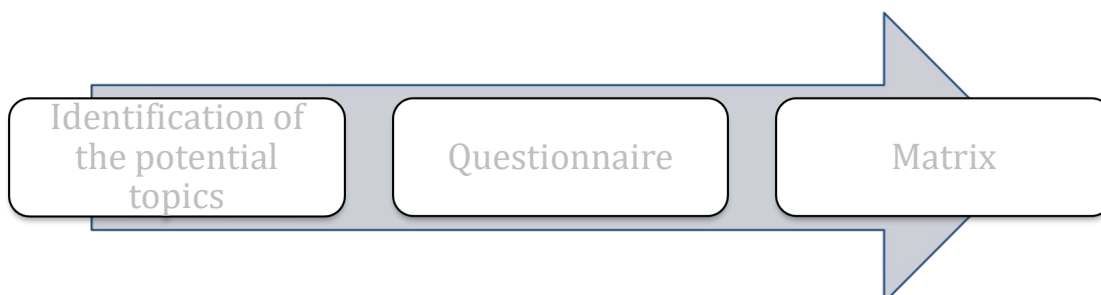 Identification of
the potential
topics
Questionnaire
Matrix